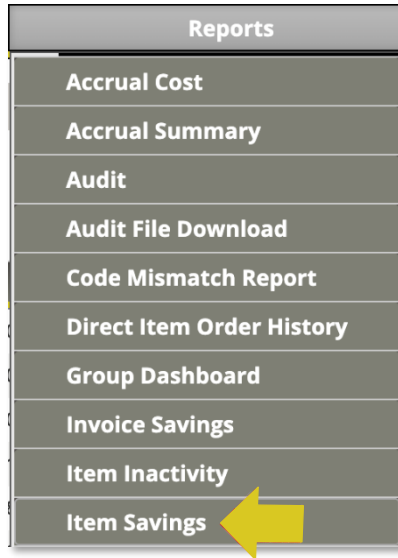 Reports
Accrual Cost
Accrual Summary
Audit
Audit File Download
Code Mismatch Report
Direct Item Order History
Group Dashboard
Invoice Savings
Item Inactivity
Item Savings